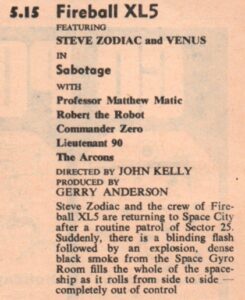 5.15 Fireball XL5
FEATURING
STEVE ZODIAC and VENUS
IN
Sabotage
WITH
Professor Matthew Matic
Robert the Robot
Commander Zero
Lieutenant 90
The Arcons
DIRECTED BY JOHN KELLY
PRODUCED BY
GERRY ANDERSON
Steve Zodiac and the crew of Fire-
ball XL5 are returning to Space City
after a routine patrol of Sector 25.
Suddenly, there is a blinding flash
followed by an explosion, dense
black smoke from the Space Gyro
Room fills the whole of the space-
ship as it rolls from side to side —
completely out of control